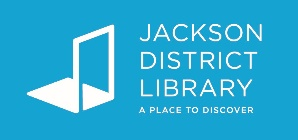 JACKSON
DISTRICT
LIBRARY
A PLACE TO DISCOVER